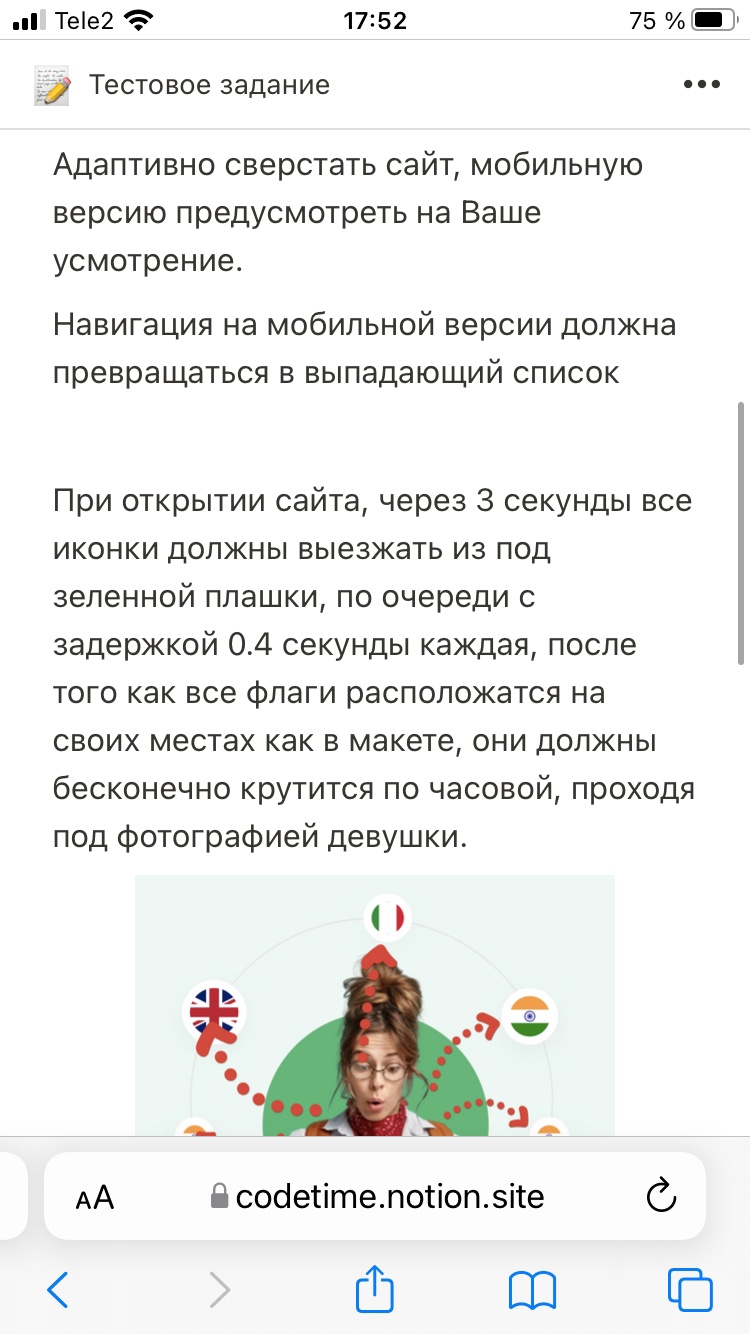 Tele2 17:52 75 %
Тестовое задание
Адаптивно сверстать сайт, мобильную
версию предусмотреть на Ваше
усмотрение.
Навигация на мобильной версии должна
превращаться в выпадающий список
При открытии сайта, через 3 секунды все
иконки должны выезжать из под
зеленной плашки, по очереди с
задержкой 0.4 секунды каждая, после
того как все флаги расположатся на
своих местах как в макете, они должны
бесконечно крутится по часовой, проходя
под фотографией девушки.
AA codetime.notion.site